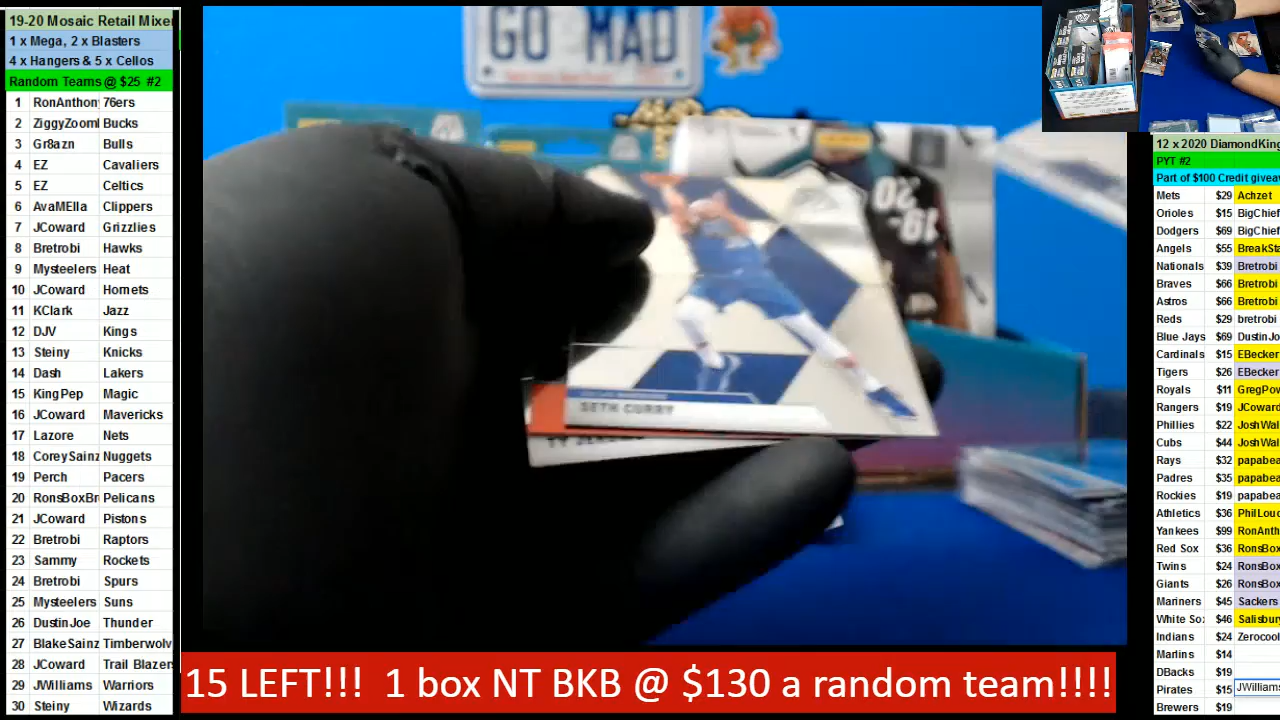 19-20 Mosaic Retail Mixer
1 x Mega, 2 x Blasters
4 x Hangers & 5 x Cellos
Random Teams @ $25 #2
1 RonAnthony 76ers
2 ZiggyZoom Bucks
3 Gr8azn Bulls
4 EZ Cavaliers
5 EZ Celtics
6 AvaMElla Clippers
7 JCoward Grizzlies
8 Bretrobi Hawks
9 Mysteelers Heat
10 JCoward Hornets
11 KClark Jazz
12 DJV Kings
13 Steiny Knicks
14 Dash Lakers
15 KingPep Magic
16 JCoward Mavericks
17 Lazore Nets
18 CoreySainz Nuggets
19 Perch Pacers
20 RonsBoxBr Pelicans
21 JCoward Pistons
22 Bretrobi Raptors
23 Sammy Rockets
24 Bretrobi Spurs
25 Mysteelers Suns
26 DustinJoe Thunder
27 BlakeSainz Timberwolv
28 JCoward Trail Blazers
29 JWilliams Warriors
30 Steiny Wizards
GO MAD
19-20
SETH CURRY
TY JEROME
15 LEFT!!! 1 box NT BKB @ $130 a random team!!!!
12 x 2020 DiamondKing
PYT #2
Part of $100 Credit givea
Mets $29 Achzet
Orioles $15 BigChief
Dodgers $69 BigChief
Angels $55 BreakSta
Nationals $39 Bretrobi
Braves $66 Bretrobi
Astros $66 Bretrobi
Reds $29 bretrobi
Blue Jays $69 DustinJo
Cardinals $15 EBecker
Tigers $26 EBecker
Royals $11 GregPow
Rangers $19 JCoward
Phillies $22 JoshWal
Cubs $44 JoshWal
Rays $32 papabea
Padres $35 papabea
Rockies $19 papabea
Athletics $36 PhilLouc
Yankees $99 RonAnth
Red Sox $36 RonsBox
Twins $24 RonsBox
Giants $26 RonsBox
Mariners $45 Sackers
White Sox $46 Salisbury
Indians $24 Zerocool
Marlins $14
DBacks $19
Pirates $15 JWilliams
Brewers $19